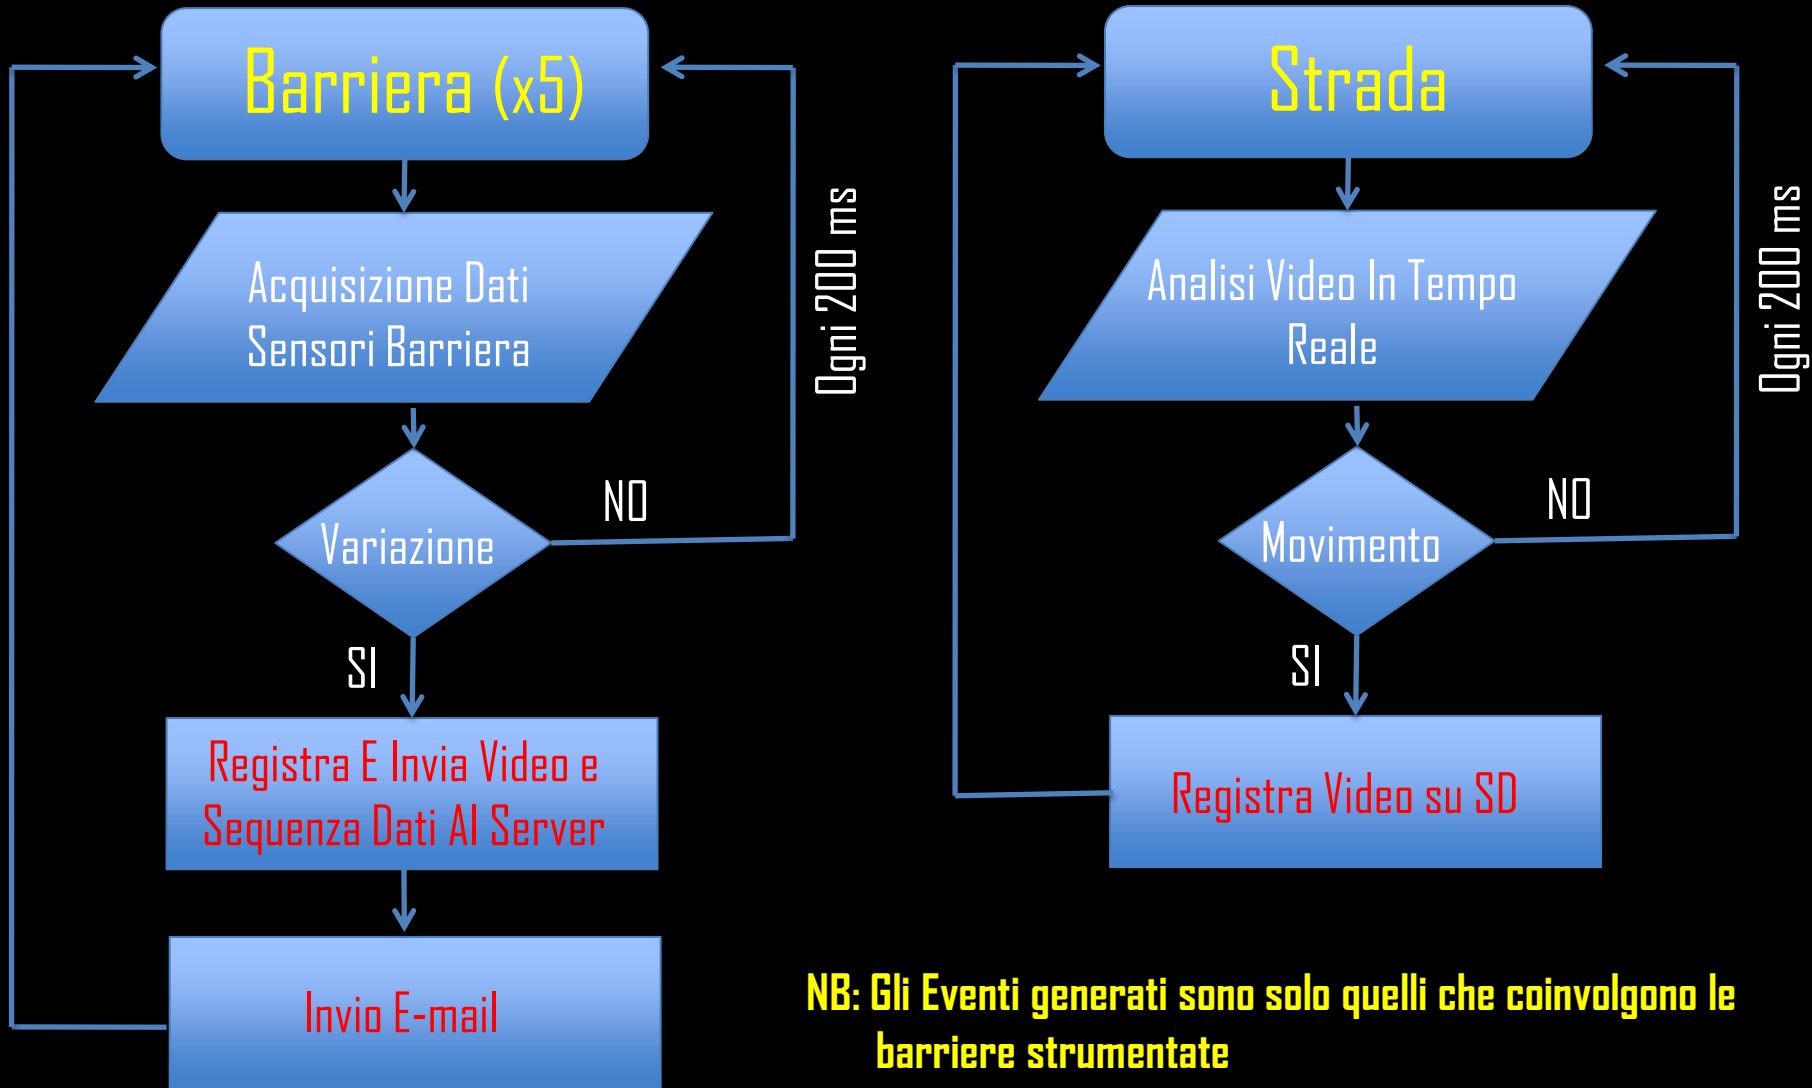 Barriera (x5)
Acquisizione Dati
Sensori Barriera
Ogni 200 ms
Variazione
NO
SI
Registra E Invia Video e
Sequenza Dati Al Server
Invio E-mail
Strada
Analisi Video In Tempo
Reale
Ogni 200 ms
Movimento
NO
SI
Registra Video su SD
NB: Gli Eventi generati sono solo quelli che coinvolgono le
barriere strumentate